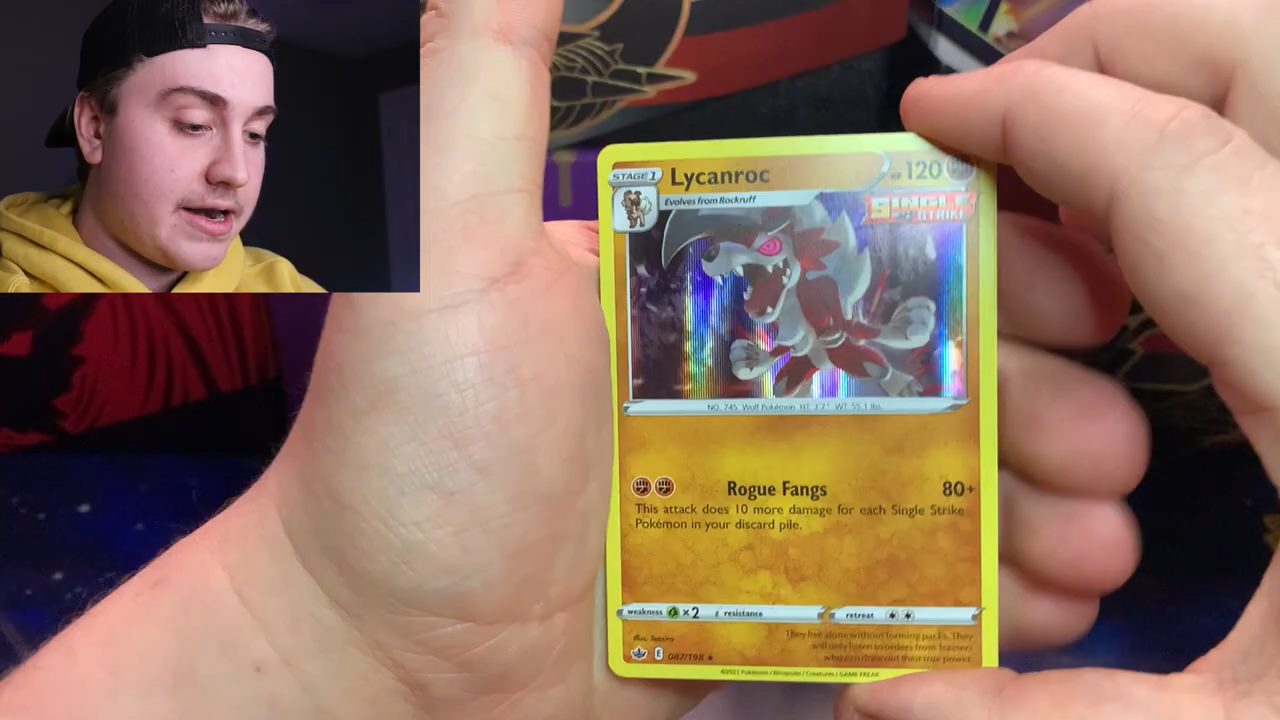 STAGE 1
Lycanroc
HP 120
Evolves from Rockruff
SINGLE
STRIKE
NO. 745 Wolf Pokémon HT: 3'7" WT: 55.1 lbs.
Rogue Fangs 80+
This attack does 10 more damage for each Single Strike
Pokémon in your discard pile.
weakness ×2 resistance retreat
Illus.
They live alone without forming packs. They
will only listen to orders from Trainers
who can draw out their true power.
E 087/198 ★
©2021 Pokémon / Nintendo / Creatures / GAME FREAK